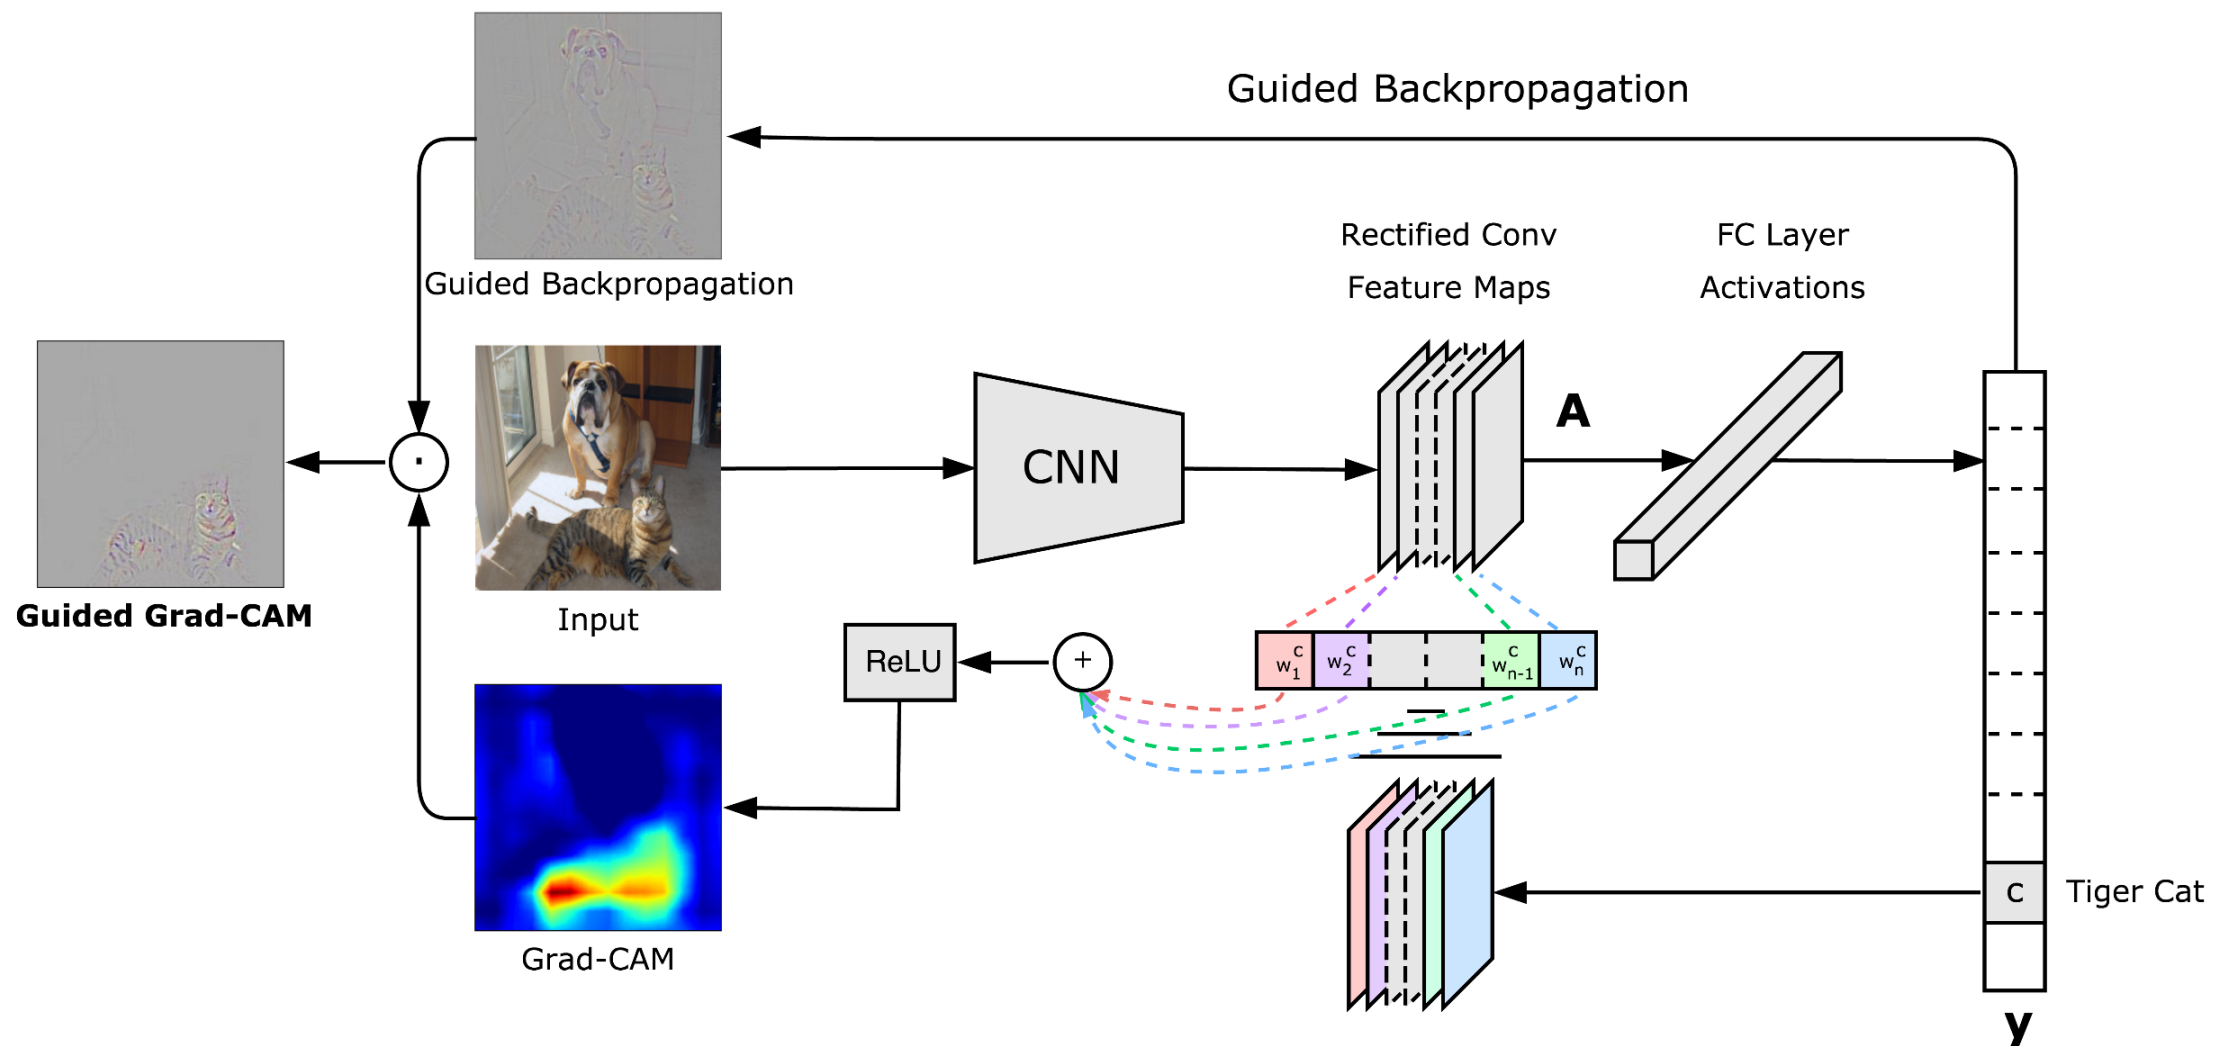 Guided Backpropagation
Rectified Conv
Feature Maps
FC Layer
Activations
Guided Backpropagation
A
CNN
Guided Grad-CAM
Input
ReLU
+
w₁ᶜ w₂ᶜ wₙ₋₁ᶜ wₙᶜ
Grad-CAM
c
Tiger Cat
y